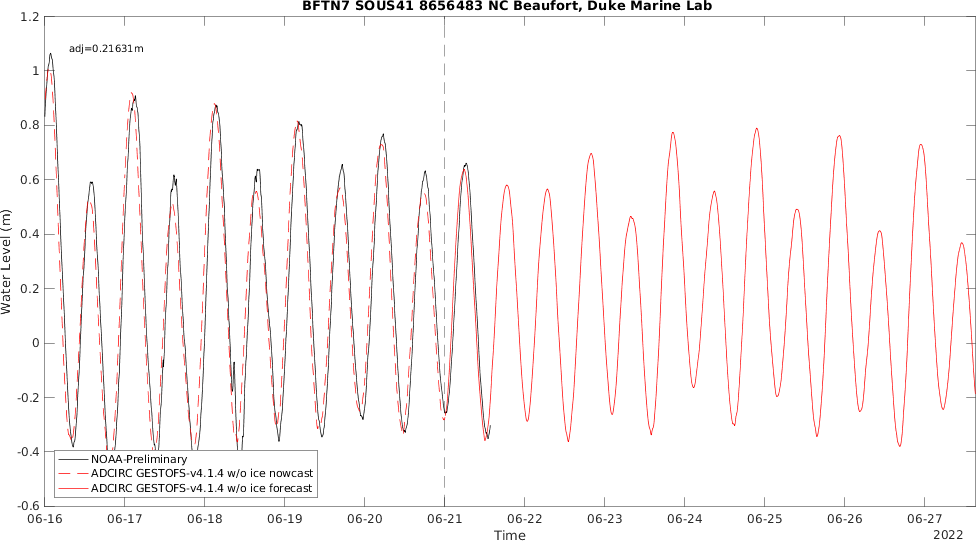 BFTN7 SOUS41 8656483 NC Beaufort, Duke Marine Lab
adj=0.21631m
Water Level (m)
1.2
1
0.8
0.6
0.4
0.2
0
-0.2
-0.4
-0.6
NOAA-Preliminary
ADCIRC GESTOFS-v4.1.4 w/o ice nowcast
ADCIRC GESTOFS-v4.1.4 w/o ice forecast
06-16 06-17 06-18 06-19 06-20 06-21 06-22 06-23 06-24 06-25 06-26 06-27
Time
2022